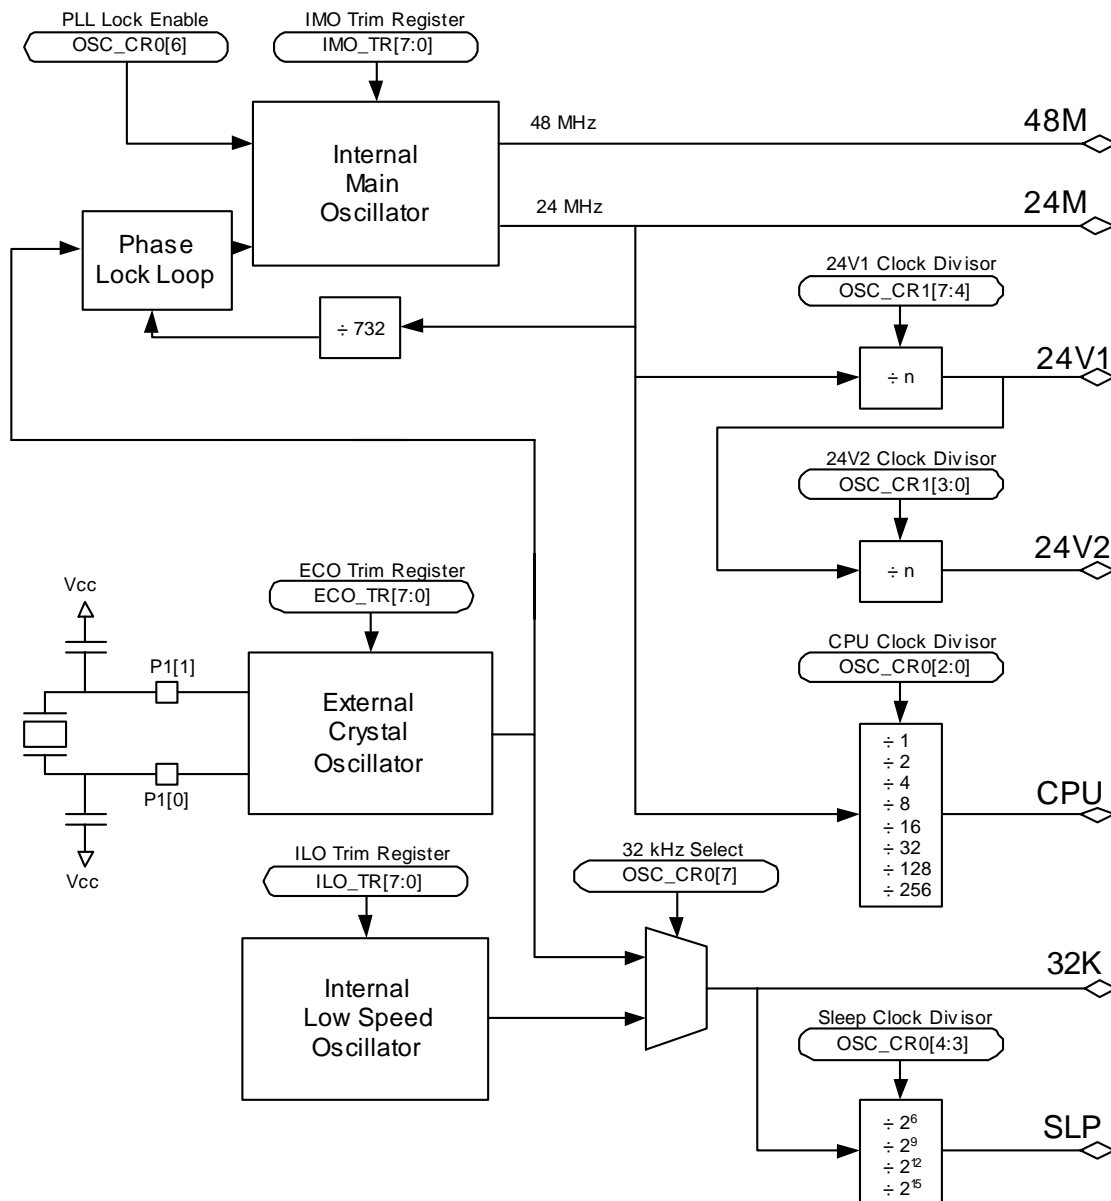 PLL Lock Enable
OSC_CR0[6]
IMO Trim Register
IMO_TR[7:0]
Internal
Main
Oscillator
48 MHz
48M
24 MHz
24M
Phase
Lock Loop
÷ 732
24V1 Clock Divisor
OSC_CR1[7:4]
÷ n
24V1
24V2 Clock Divisor
OSC_CR1[3:0]
÷ n
24V2
ECO Trim Register
ECO_TR[7:0]
Vcc
P1[1]
External
Crystal
Oscillator
P1[0]
Vcc
CPU Clock Divisor
OSC_CR0[2:0]
÷ 1
÷ 2
÷ 4
÷ 8
÷ 16
÷ 32
÷ 128
÷ 256
CPU
ILO Trim Register
ILO_TR[7:0]
32 kHz Select
OSC_CR0[7]
Internal
Low Speed
Oscillator
32K
Sleep Clock Divisor
OSC_CR0[4:3]
÷ 2⁶
÷ 2⁹
÷ 2¹²
÷ 2¹⁵
SLP